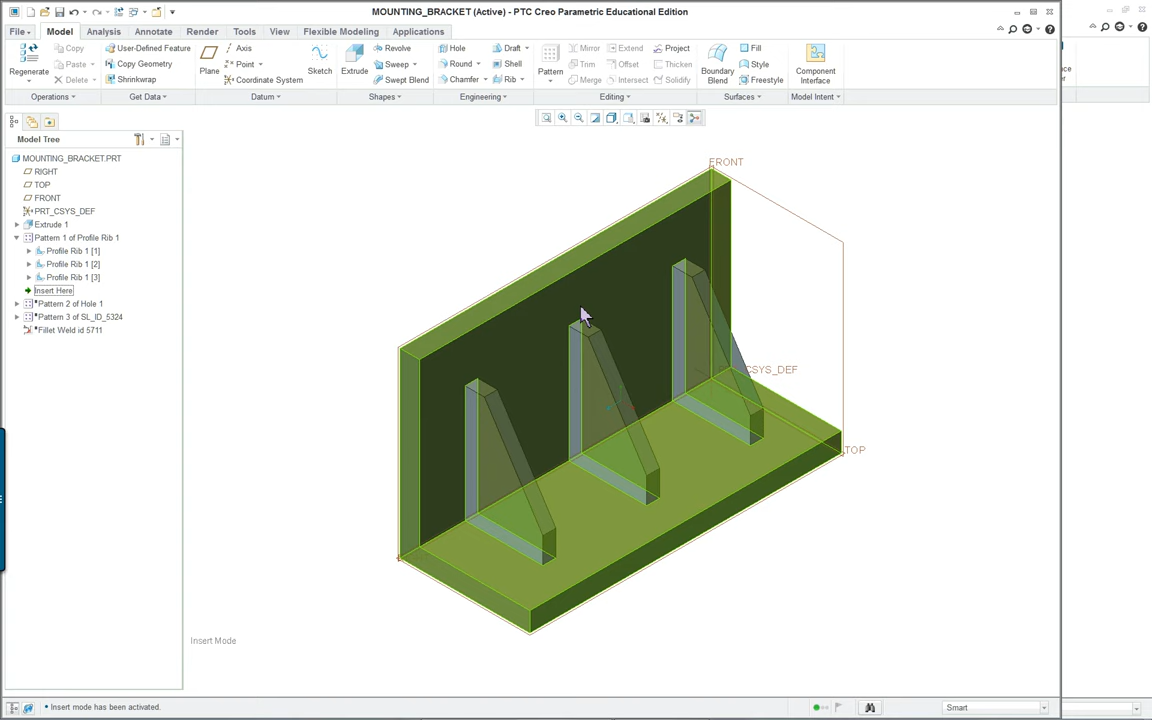 MOUNTING_BRACKET (Active) - PTC Creo Parametric Educational Edition
File Model Analysis Annotate Render Tools View Flexible Modeling Applications
Regenerate
Copy
Paste
Delete
Operations
User-Defined Feature
Copy Geometry
Shrinkwrap
Get Data
Plane
Axis
Point
Coordinate System
Sketch
Datum
Extrude
Revolve
Sweep
Swept Blend
Shapes
Hole
Round
Chamfer
Draft
Shell
Rib
Engineering
Pattern
Mirror
Trim
Merge
Extend
Offset
Intersect
Project
Thicken
Solidify
Editing
Boundary
Blend
Fill
Style
Freestyle
Surfaces
Component
Interface
Model Intent
Model Tree
MOUNTING_BRACKET.PRT
RIGHT
TOP
FRONT
PRT_CSYS_DEF
Extrude 1
Pattern 1 of Profile Rib 1
Profile Rib 1 [1]
Profile Rib 1 [2]
Profile Rib 1 [3]
Insert Here
Pattern 2 of Hole 1
Pattern 3 of SL_ID_5324
Fillet Weld id 5711
FRONT
CSYS_DEF
TOP
Insert Mode
Insert mode has been activated.
Smart